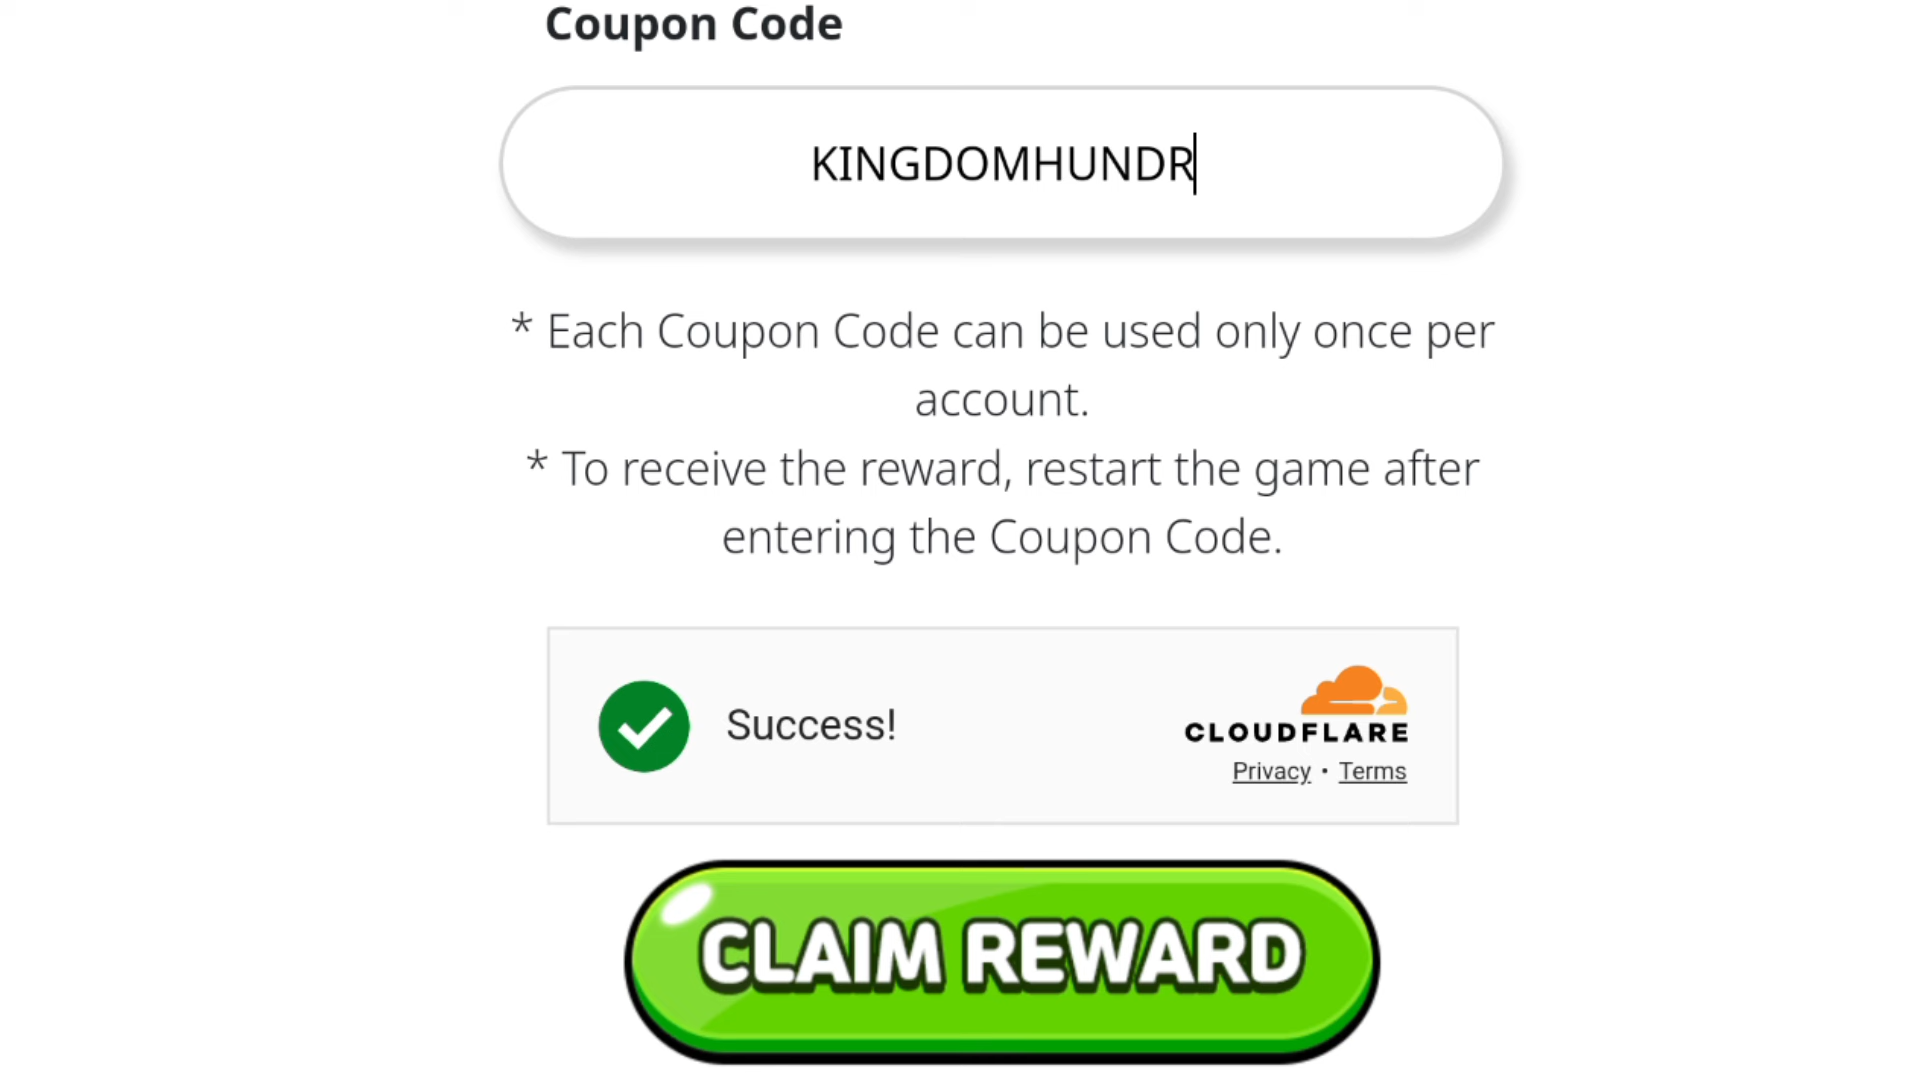 Coupon Code
KINGDOMHUNDR
* Each Coupon Code can be used only once per
account.
* To receive the reward, restart the game after
entering the Coupon Code.
Success!
CLOUDFLARE
Privacy • Terms
CLAIM REWARD